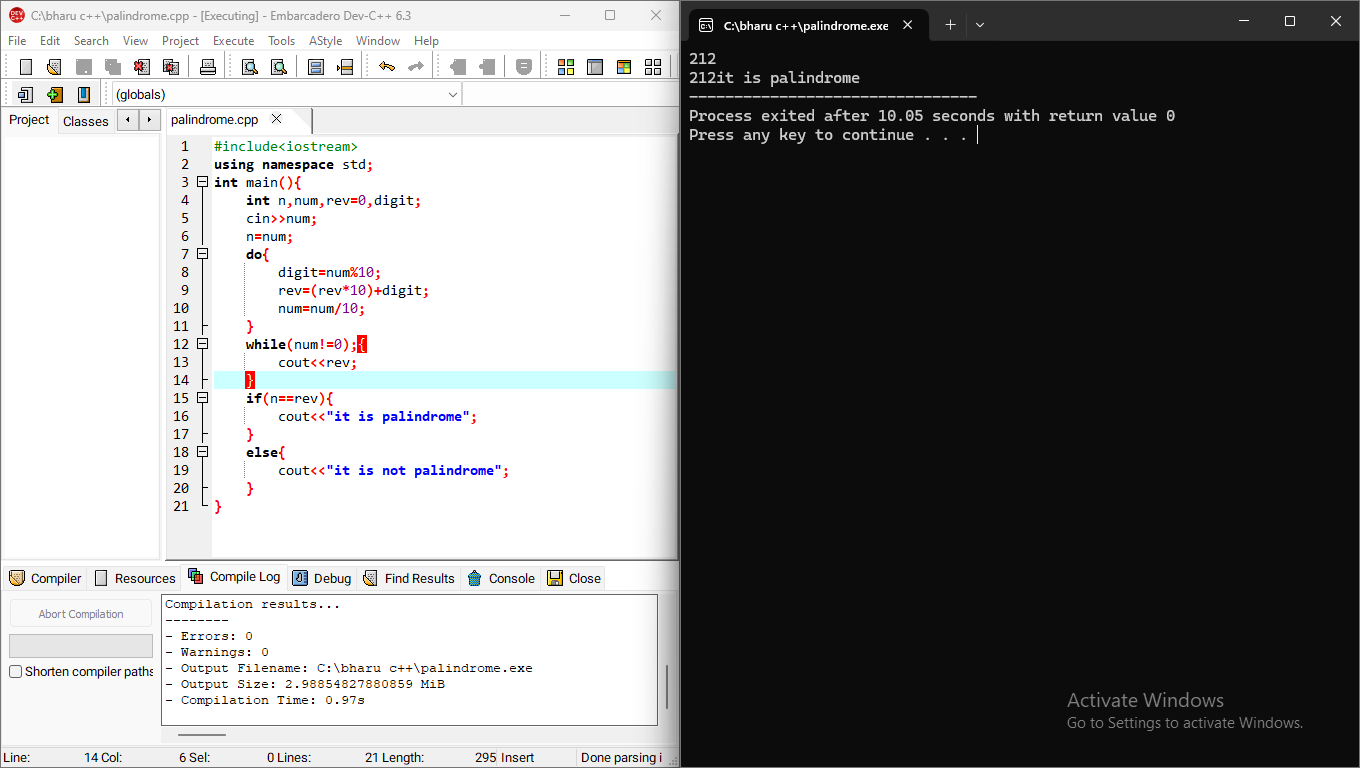 C:\bharu c++\palindrome.cpp - [Executing] - Embarcadero Dev-C++ 6.3
File Edit Search View Project Execute Tools AStyle Window Help
(globals)
Project Classes
palindrome.cpp
1 #include<iostream>
2 using namespace std;
3 int main(){
4 int n,num,rev=0,digit;
5 cin>>num;
6 n=num;
7 do{
8 digit=num%10;
9 rev=(rev*10)+digit;
10 num=num/10;
11 }
12 while(num!=0);{
13 cout<<rev;
14 }
15 if(n==rev){
16 cout<<"it is palindrome";
17 }
18 else{
19 cout<<"it is not palindrome";
20 }
21 }
Compiler Resources Compile Log Debug Find Results Console Close
Abort Compilation
Shorten compiler paths
Compilation results...
--------
- Errors: 0
- Warnings: 0
- Output Filename: C:\bharu c++\palindrome.exe
- Output Size: 2.98854827880859 MiB
- Compilation Time: 0.97s
Line: 14 Col: 6 Sel: 0 Lines: 21 Length: 295 Insert Done parsing i
C:\bharu c++\palindrome.exe
212
212it is palindrome
--------------------------------
Process exited after 10.05 seconds with return value 0
Press any key to continue . . .
Activate Windows
Go to Settings to activate Windows.